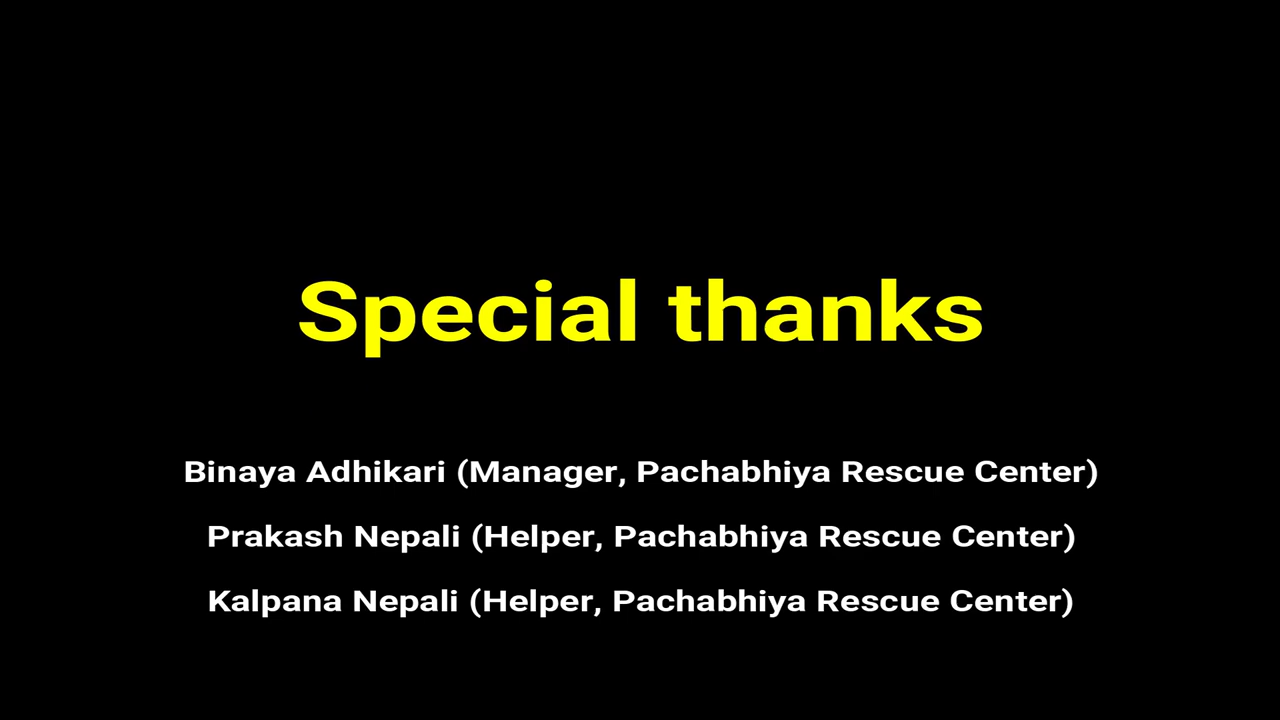 Special thanks
Binaya Adhikari (Manager, Pachabhiya Rescue Center)
Prakash Nepali (Helper, Pachabhiya Rescue Center)
Kalpana Nepali (Helper, Pachabhiya Rescue Center)